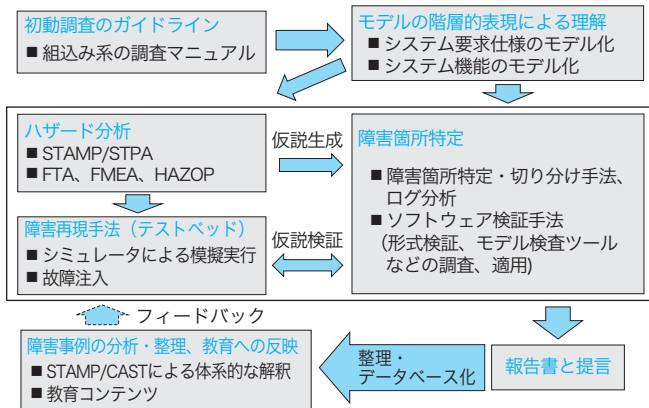 初動調査のガイドライン
■ 組込み系の調査マニュアル
モデルの階層的表現による理解
■ システム要求仕様のモデル化
■ システム機能のモデル化
ハザード分析
■ STAMP/STPA
■ FTA、FMEA、HAZOP
仮説生成
障害箇所特定
■ 障害箇所特定・切り分け手法、
ログ分析
■ ソフトウェア検証手法
(形式検証、モデル検査ツール
などの調査、適用)
障害再現手法（テストベッド）
■ シミュレータによる模擬実行
■ 故障注入
仮説検証
フィードバック
障害事例の分析・整理、教育への反映
■ STAMP/CASTによる体系的な解釈
■ 教育コンテンツ
整理・
データベース化
報告書と提言